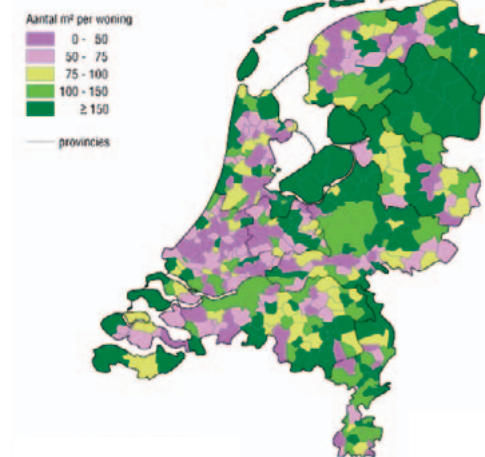 Aantal m² per woning
0 - 50
50 - 75
75 - 100
100 - 150
≥ 150
provincies